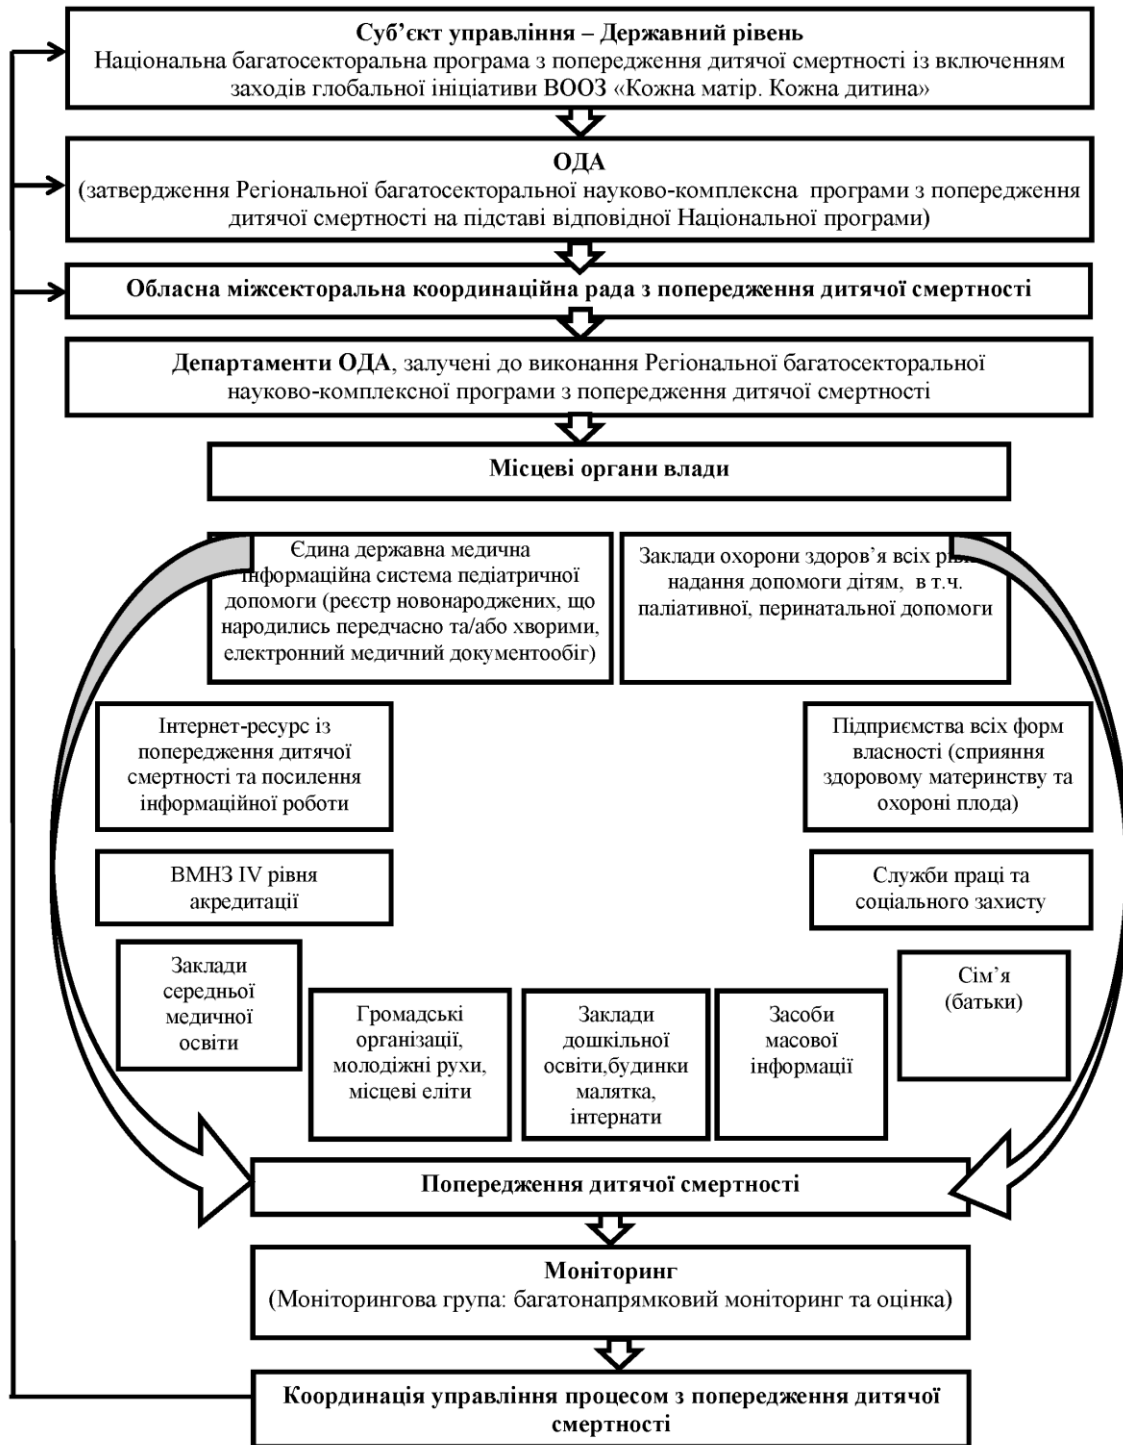 Суб’єкт управління – Державний рівень
Національна багатосекторальна програма з попередження дитячої смертності із включенням
заходів глобальної ініціативи ВООЗ «Кожна матір. Кожна дитина»
ОДА
(затвердження Регіональної багатосекторальної науково-комплексна програми з попередження
дитячої смертності на підставі відповідної Національної програми)
Обласна міжсекторальна координаційна рада з попередження дитячої смертності
Департаменти ОДА, залучені до виконання Регіональної багатосекторальної
науково-комплексної програми з попередження дитячої смертності
Місцеві органи влади
Єдина державна медична
інформаційна система педіатричної
допомоги (реєстр новонароджених, що
народились передчасно та/або хворими,
електронний медичний документообіг)
Заклади охорони здоров’я всіх
надання допомоги дітям, в т.ч.
паліативної, перинатальної допомоги
Інтернет-ресурс із
попередження дитячої
смертності та посилення
інформаційної роботи
Підприємства всіх форм
власності (сприяння
здоровому материнству та
охороні плода)
ВМНЗ IV рівня
акредитації
Служби праці та
соціального захисту
Заклади
середньої
медичної
освіти
Громадські
організації,
молодіжні рухи,
місцеві еліти
Заклади
дошкільної
освіти,будинки
малятка,
інтернати
Засоби
масової
інформації
Сім’я
(батьки)
Попередження дитячої смертності
Моніторинг
(Моніторингова група: багатонапрямковий моніторинг та оцінка)
Координація управління процесом з попередження дитячої
смертності